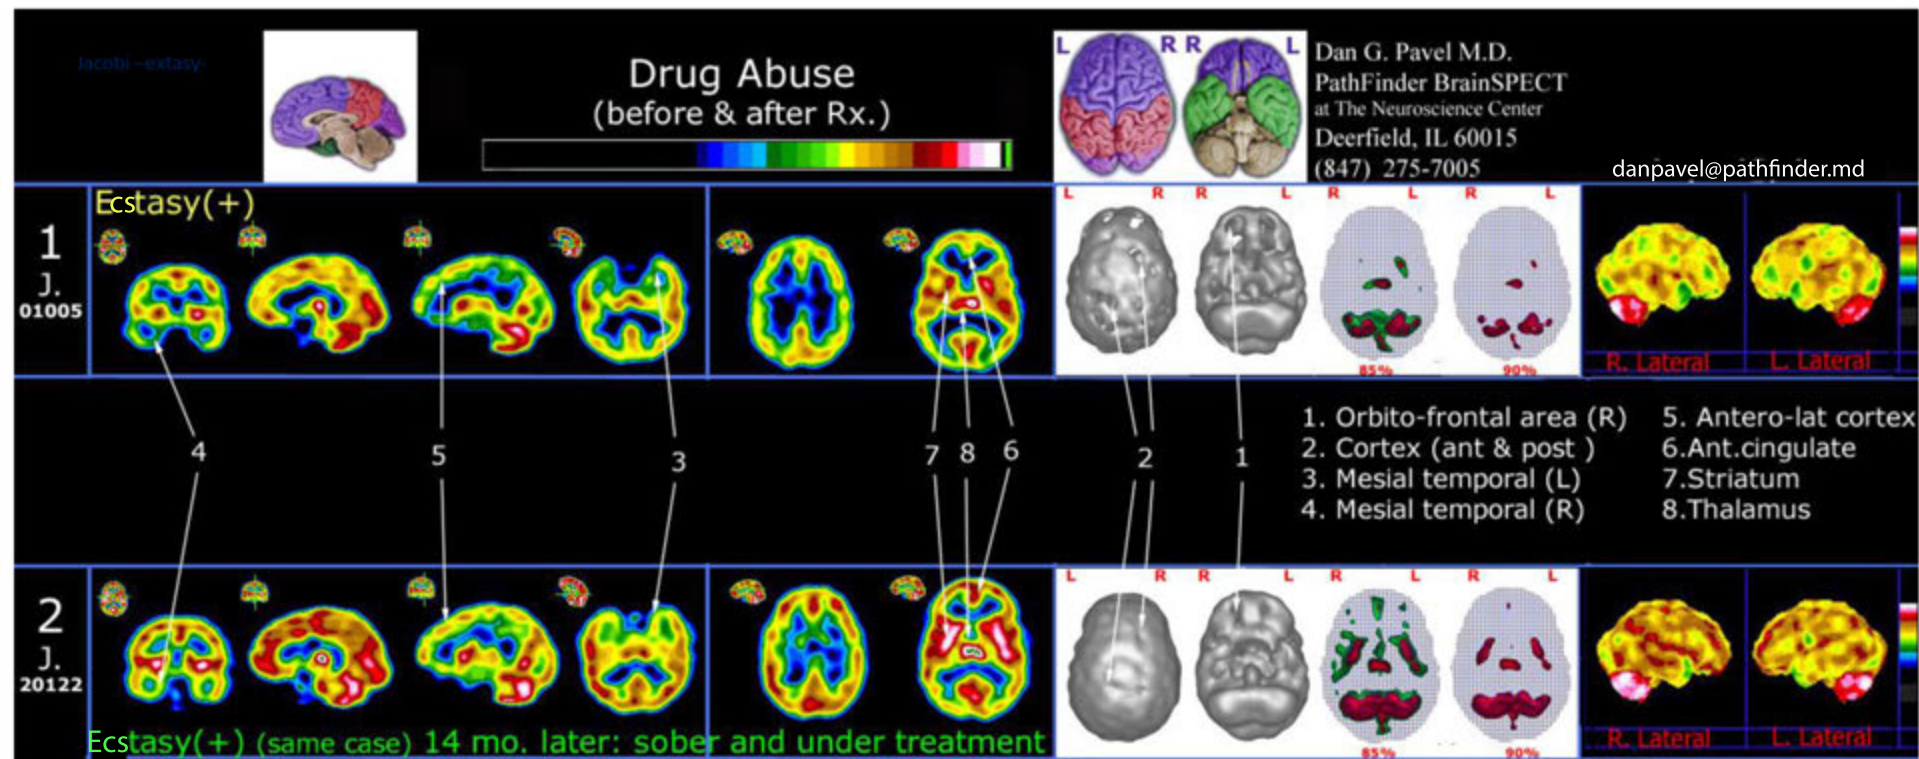 Jacobi -extasy-
Drug Abuse
(before & after Rx.)
L R R L
Dan G. Pavel M.D.
PathFinder BrainSPECT
at The Neuroscience Center
Deerfield, IL 60015
(847) 275-7005
danpavel@pathfinder.md
Ecstasy(+)
1
J.
01005
L R R L R L R L
85% 90%
R. Lateral L. Lateral
4 5 3 7 8 6 2 1
1. Orbito-frontal area (R)
2. Cortex (ant & post )
3. Mesial temporal (L)
4. Mesial temporal (R)
5. Antero-lat cortex
6.Ant.cingulate
7.Striatum
8.Thalamus
2
J.
20122
L R R L R L R L
85% 90%
R. Lateral L. Lateral
Ecstasy(+) (same case) 14 mo. later: sober and under treatment